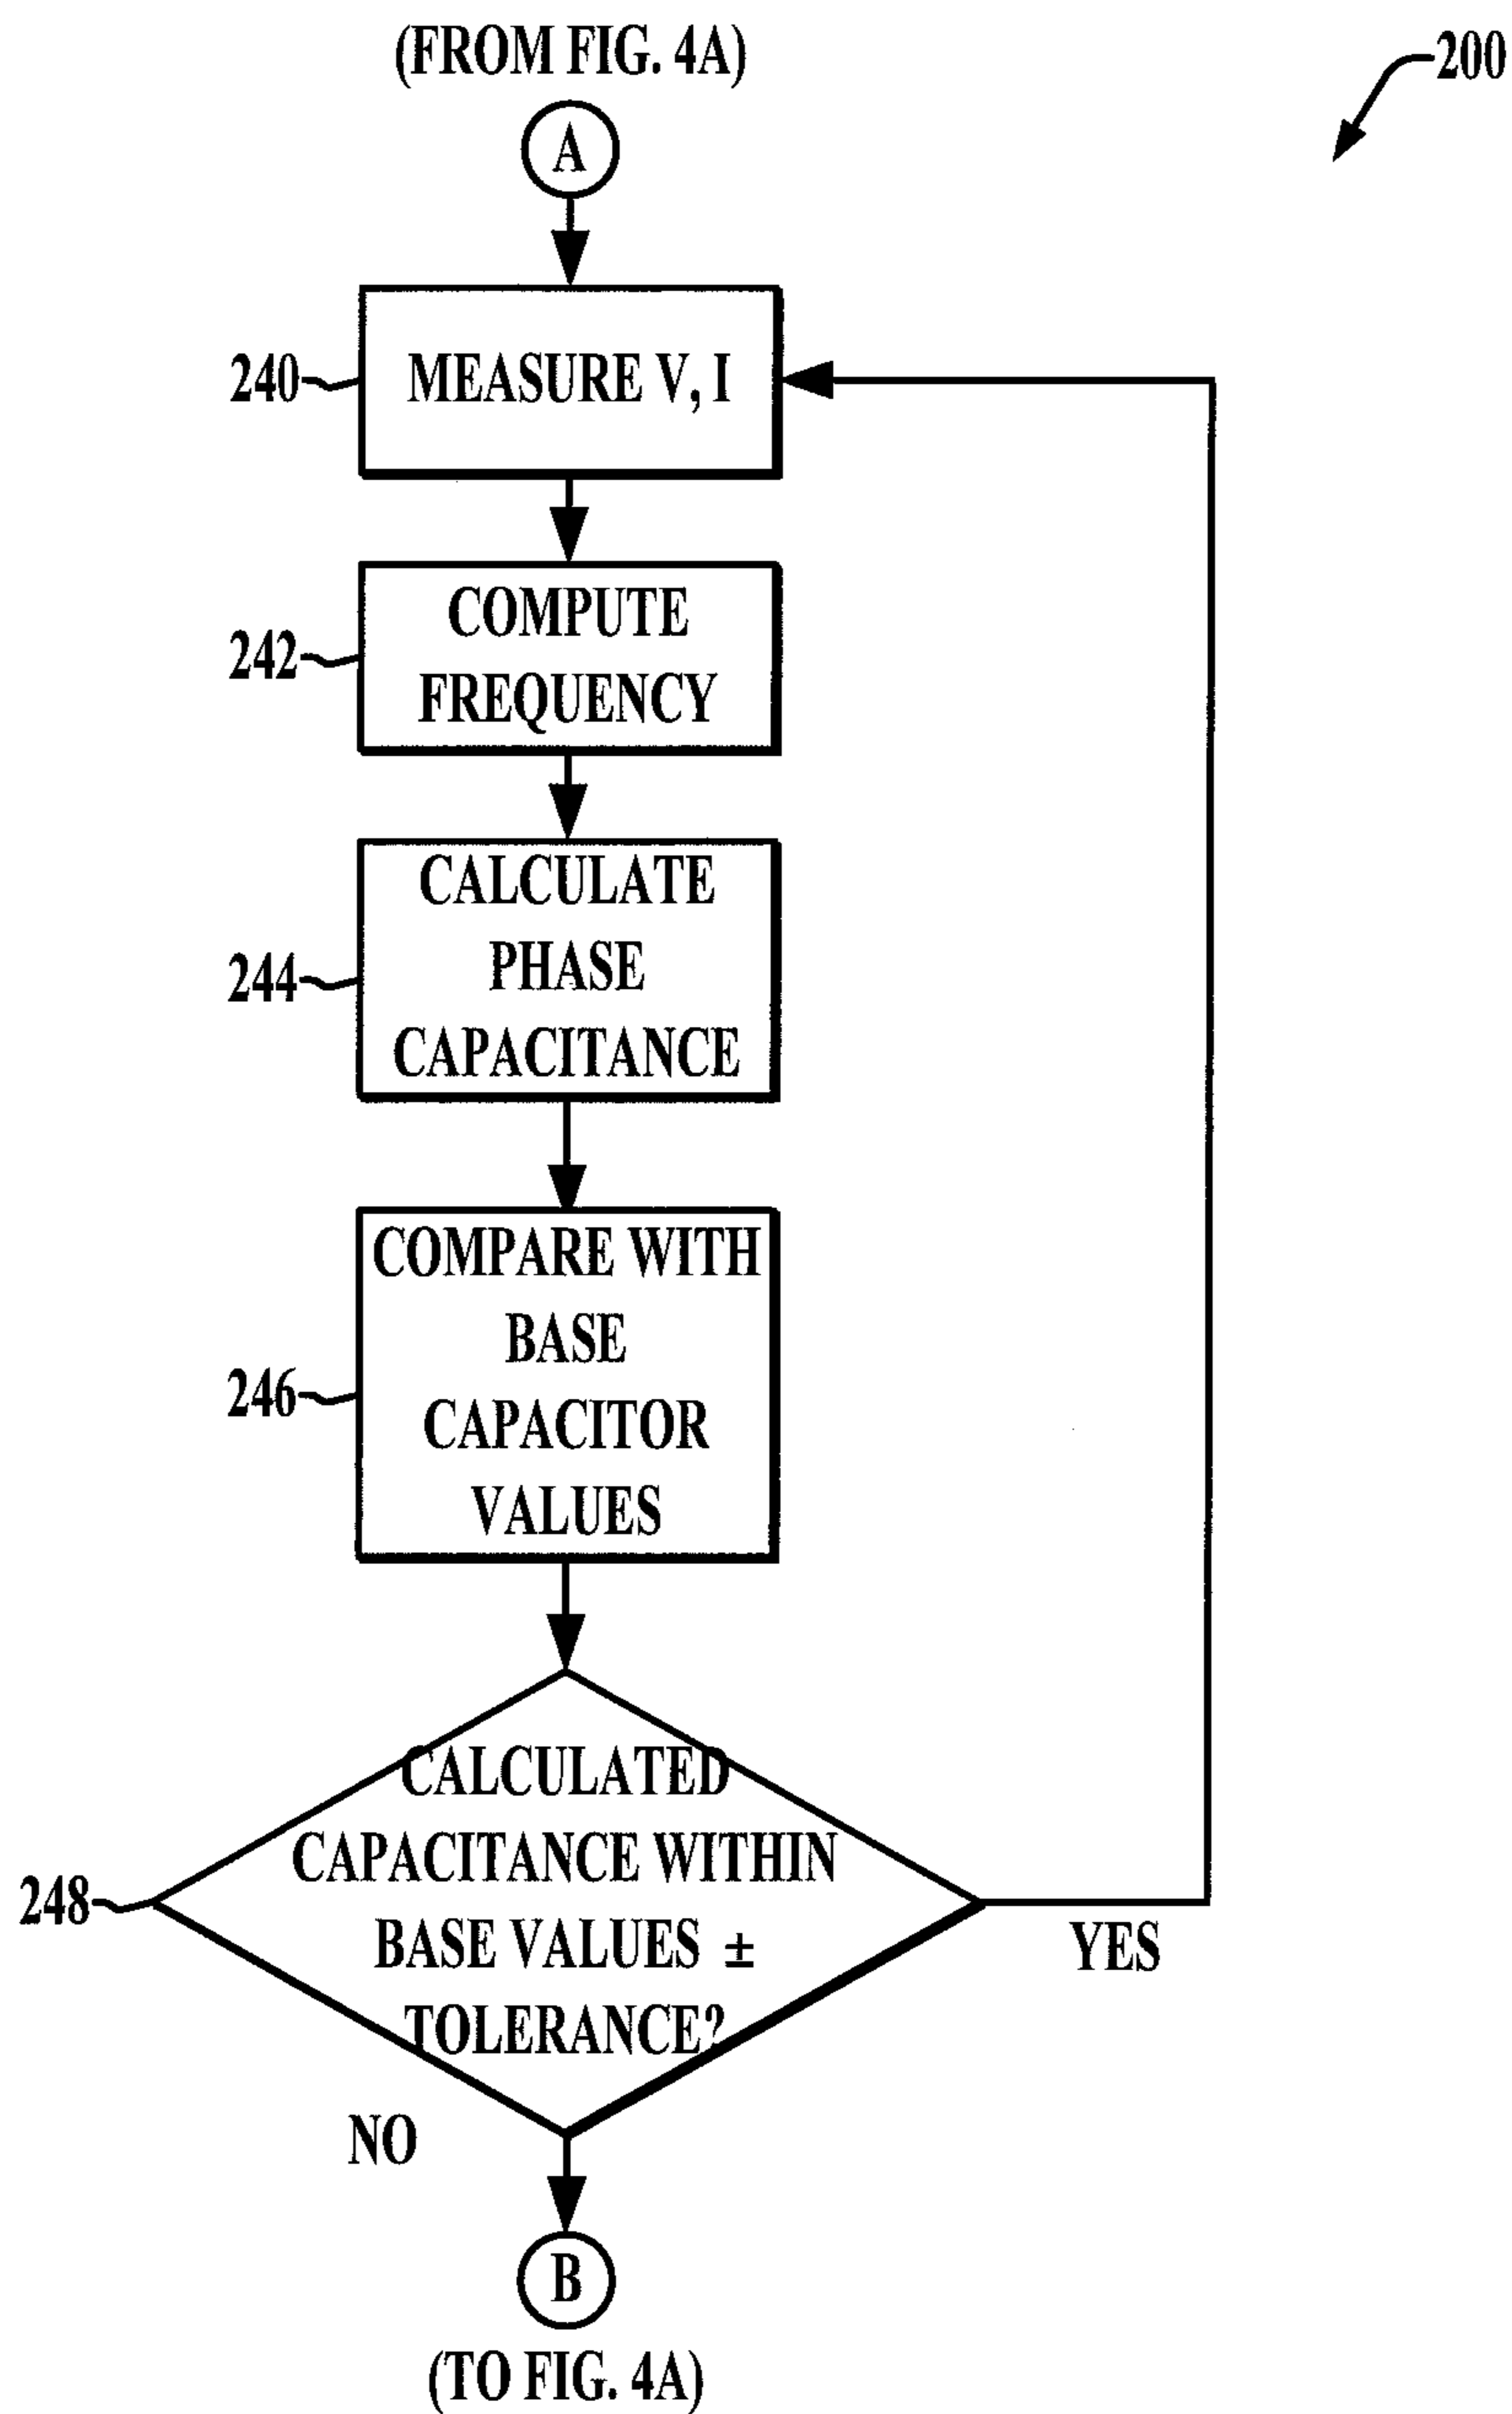 (FROM FIG. 4A)
200
A
240
MEASURE V, I
242
COMPUTE
FREQUENCY
244
CALCULATE
PHASE
CAPACITANCE
246
COMPARE WITH
BASE
CAPACITOR
VALUES
248
CALCULATED
CAPACITANCE WITHIN
BASE VALUES ±
TOLERANCE?
YES
NO
B
(TO FIG. 4A)